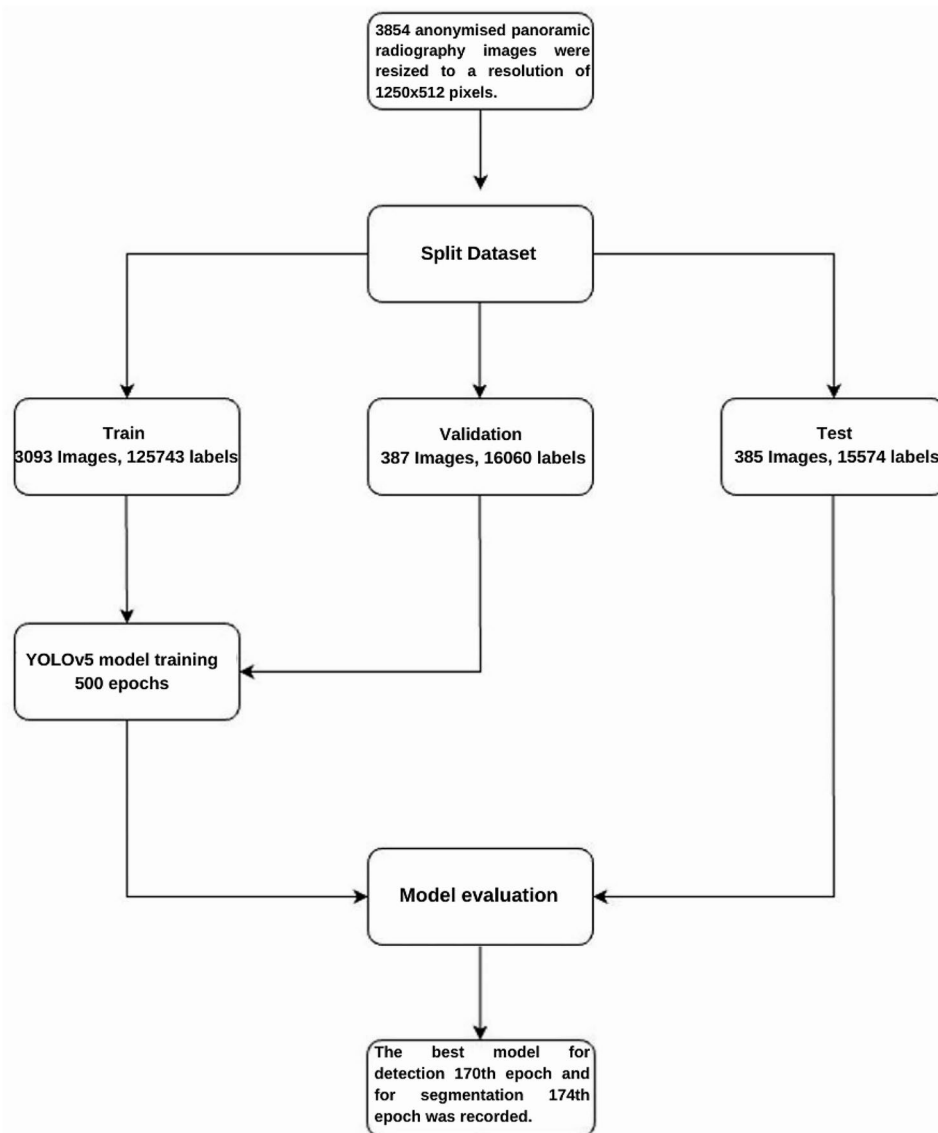 3854 anonymised panoramic
radiography images were
resized to a resolution of
1250x512 pixels.
Split Dataset
Train
3093 Images, 125743 labels
Validation
387 Images, 16060 labels
Test
385 Images, 15574 labels
YOLOv5 model training
500 epochs
Model evaluation
The best model for
detection 170th epoch and
for segmentation 174th
epoch was recorded.